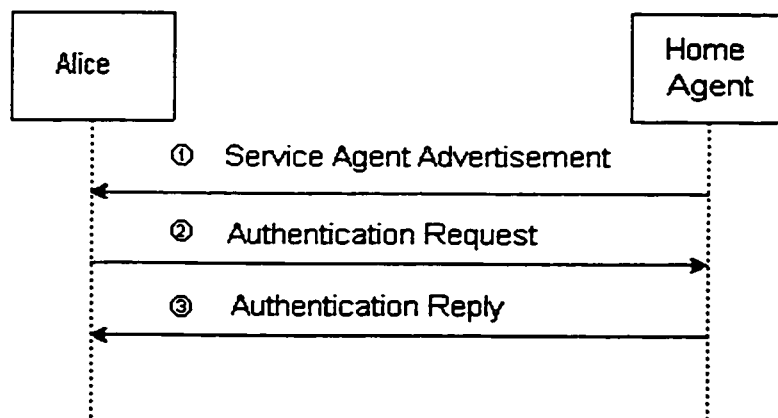 Alice
Home
Agent
① Service Agent Advertisement
② Authentication Request
③ Authentication Reply